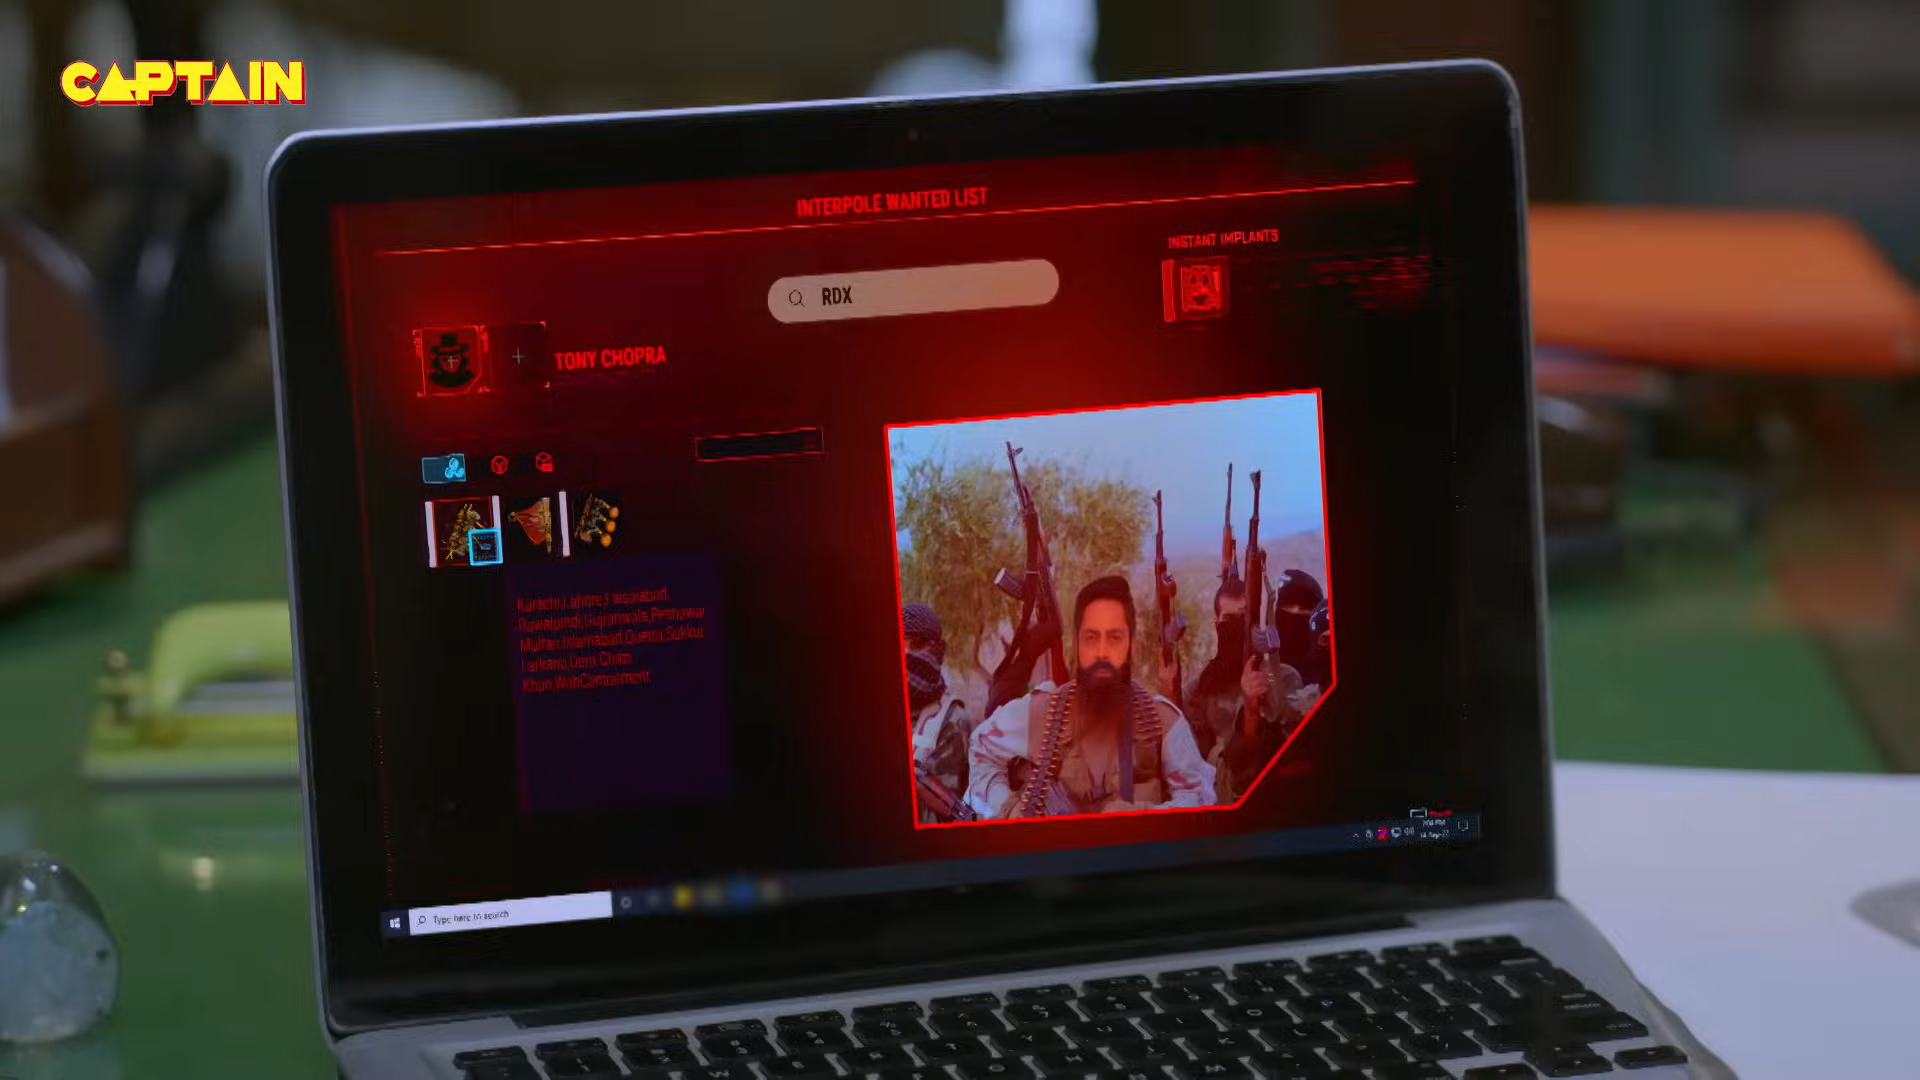 CAPTAIN
INTERPOLE WANTED LIST
INSTANT IMPLANTS
RDX
TONY CHOPRA
Karachi,Lahore,Faisalabad,
Rawalpindi,Gujranwala,Peshawar
Multan,Islamabad,Quetta,Sukkur
Larkana,Dera,Ghazi
Khan,WahCantonment
Type here to search